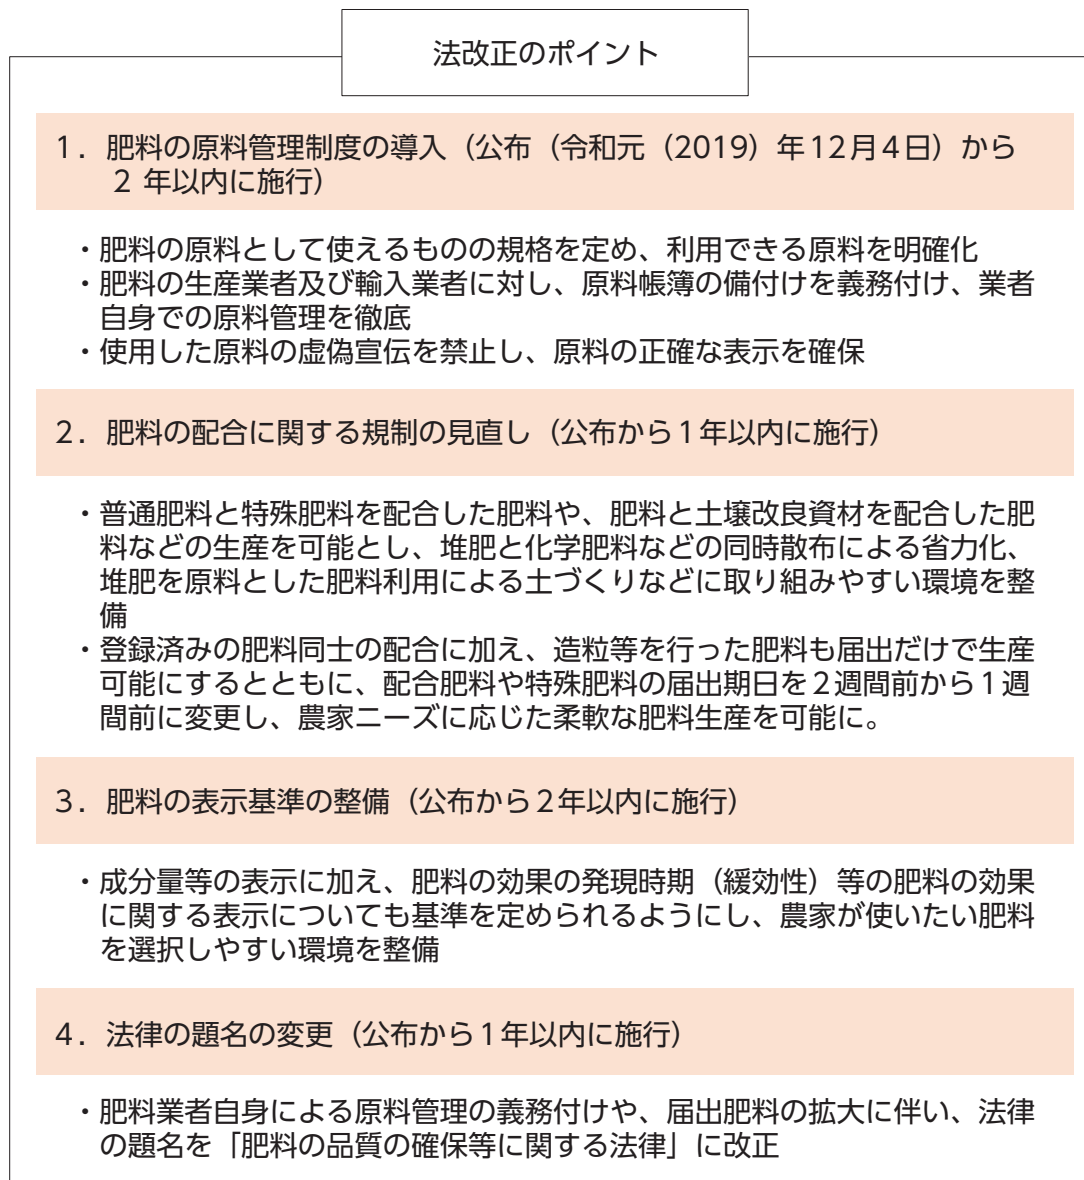 法改正のポイント
1．肥料の原料管理制度の導入（公布（令和元（2019）年12月4日）から
2 年以内に施行）
・肥料の原料として使えるものの規格を定め、利用できる原料を明確化
・肥料の生産業者及び輸入業者に対し、原料帳簿の備付けを義務付け、業者
自身での原料管理を徹底
・使用した原料の虚偽宣伝を禁止し、原料の正確な表示を確保
2．肥料の配合に関する規制の見直し（公布から1年以内に施行）
・普通肥料と特殊肥料を配合した肥料や、肥料と土壌改良資材を配合した肥
料などの生産を可能とし、堆肥と化学肥料などの同時散布による省力化、
堆肥を原料とした肥料利用による土づくりなどに取り組みやすい環境を整
備
・登録済みの肥料同士の配合に加え、造粒等を行った肥料も届出だけで生産
可能にするとともに、配合肥料や特殊肥料の届出期日を2週間前から1週
間前に変更し、農家ニーズに応じた柔軟な肥料生産を可能に。
3．肥料の表示基準の整備（公布から2年以内に施行）
・成分量等の表示に加え、肥料の効果の発現時期（緩効性）等の肥料の効果
に関する表示についても基準を定められるようにし、農家が使いたい肥料
を選択しやすい環境を整備
4．法律の題名の変更（公布から1年以内に施行）
・肥料業者自身による原料管理の義務付けや、届出肥料の拡大に伴い、法律
の題名を「肥料の品質の確保等に関する法律」に改正